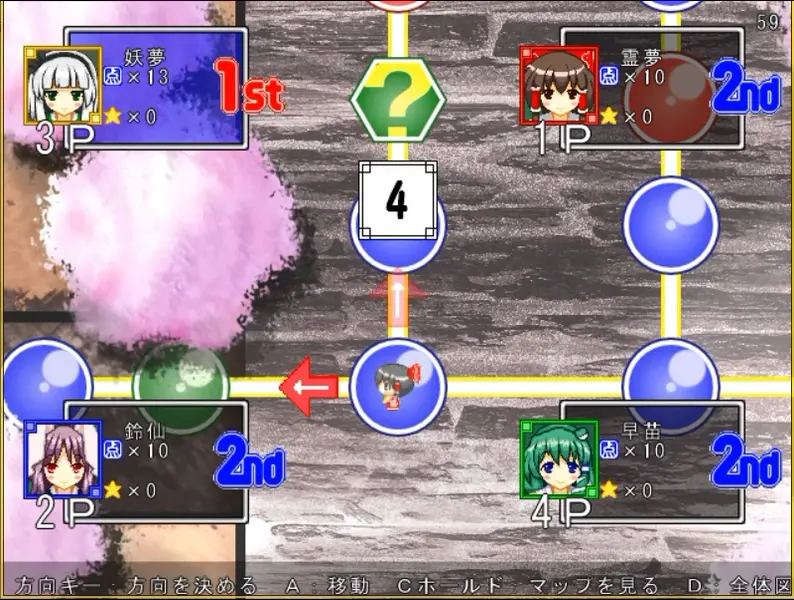 59
妖夢
点 × 13
★ × 0
1st
3P
霊夢
点 × 10
★ × 0
2nd
1P
?
4
鈴仙
点 × 10
★ × 0
2nd
2P
早苗
点 × 10
★ × 0
2nd
4P
方向キー:方向を決める A:移動 Cホールド:マップを見る D:全体図